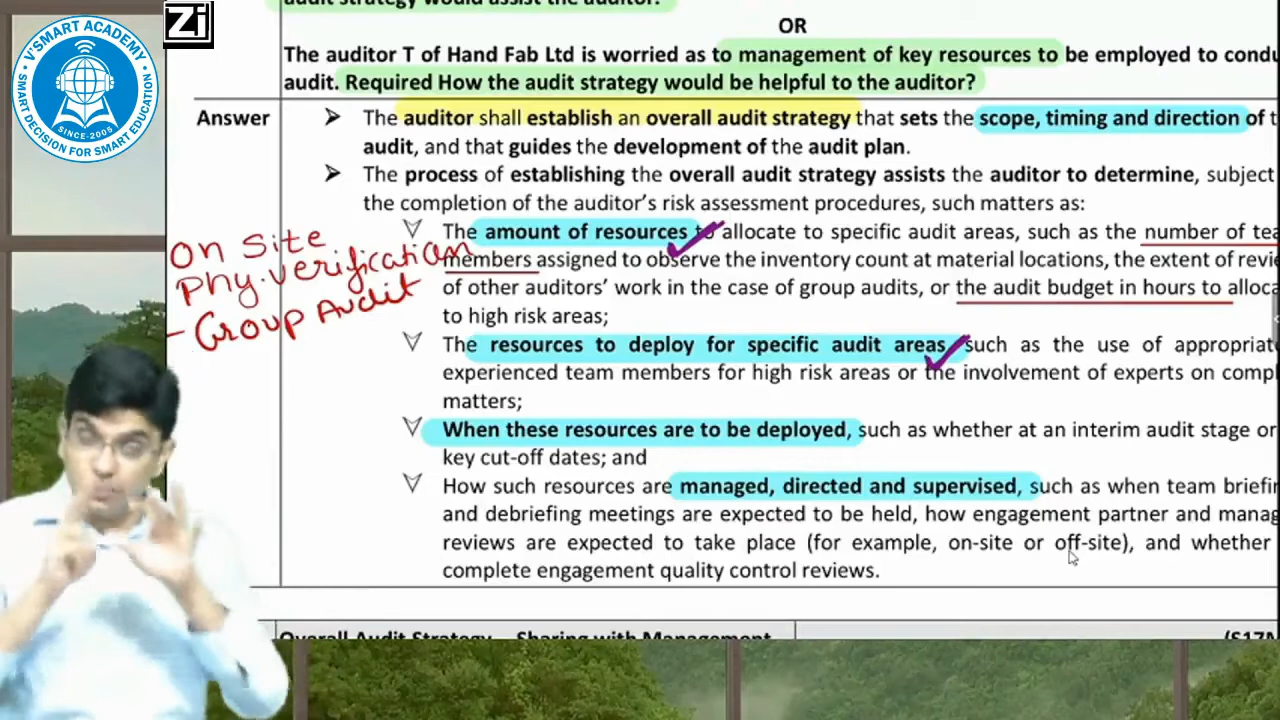 V'SMART ACADEMY
SMART DECISION FOR SMART EDUCATION
SINCE-2005
Zj
audit strategy would assist the auditor?
OR
The auditor T of Hand Fab Ltd is worried as to management of key resources to be employed to condu
audit. Required How the audit strategy would be helpful to the auditor?
Answer
➢ The auditor shall establish an overall audit strategy that sets the scope, timing and direction of t
audit, and that guides the development of the audit plan.
➢ The process of establishing the overall audit strategy assists the auditor to determine, subject
the completion of the auditor's risk assessment procedures, such matters as:
The amount of resources to allocate to specific audit areas, such as the number of tea
members assigned to observe the inventory count at material locations, the extent of revie
of other auditors' work in the case of group audits, or the audit budget in hours to alloca
to high risk areas;
The resources to deploy for specific audit areas, such as the use of appropriate
experienced team members for high risk areas or the involvement of experts on compl
matters;
When these resources are to be deployed, such as whether at an interim audit stage or
key cut-off dates; and
How such resources are managed, directed and supervised, such as when team briefin
and debriefing meetings are expected to be held, how engagement partner and manag
reviews are expected to take place (for example, on-site or off-site), and whether
complete engagement quality control reviews.
On Site
Phy. Verification
- Group Audit
Overall Audit Strategy – Sharing with Management
(S17M